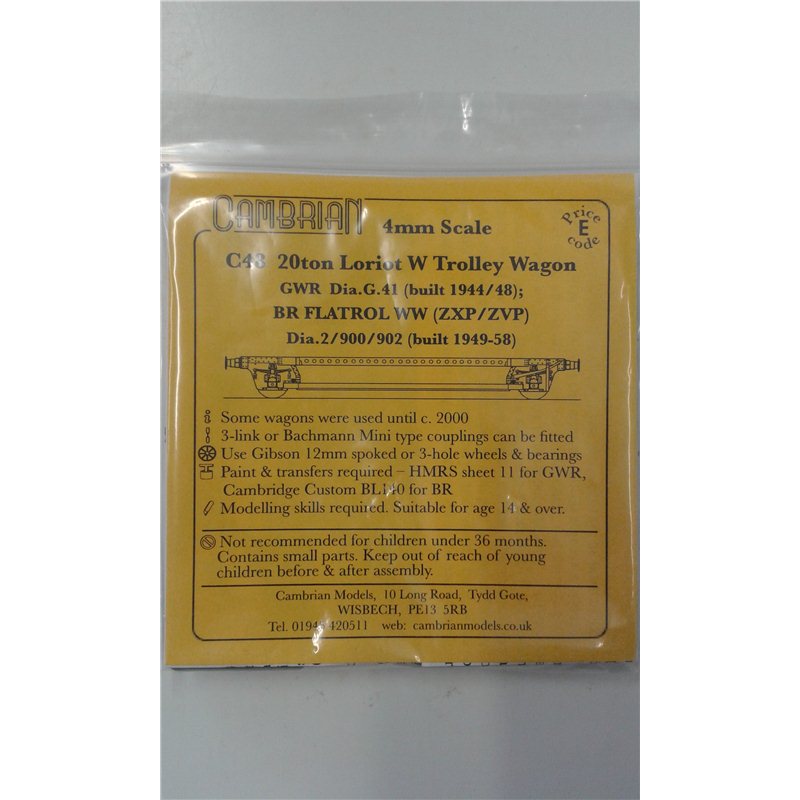 CAMBRIAN
4mm Scale
Price
E
code
C43 20ton Loriot W Trolley Wagon
GWR Dia.G.41 (built 1944/48);
BR FLATROL WW (ZXP/ZVP)
Dia.2/900/902 (built 1949-58)
Some wagons were used until c. 2000
3-link or Bachmann Mini type couplings can be fitted
Use Gibson 12mm spoked or 3-hole wheels & bearings
Paint & transfers required – HMRS sheet 11 for GWR,
Cambridge Custom BL140 for BR
Modelling skills required. Suitable for age 14 & over.
Not recommended for children under 36 months.
Contains small parts. Keep out of reach of young
children before & after assembly.
Cambrian Models, 10 Long Road, Tydd Gote,
WISBECH, PE13 5RB
Tel. 01945 420511 web: cambrianmodels.co.uk